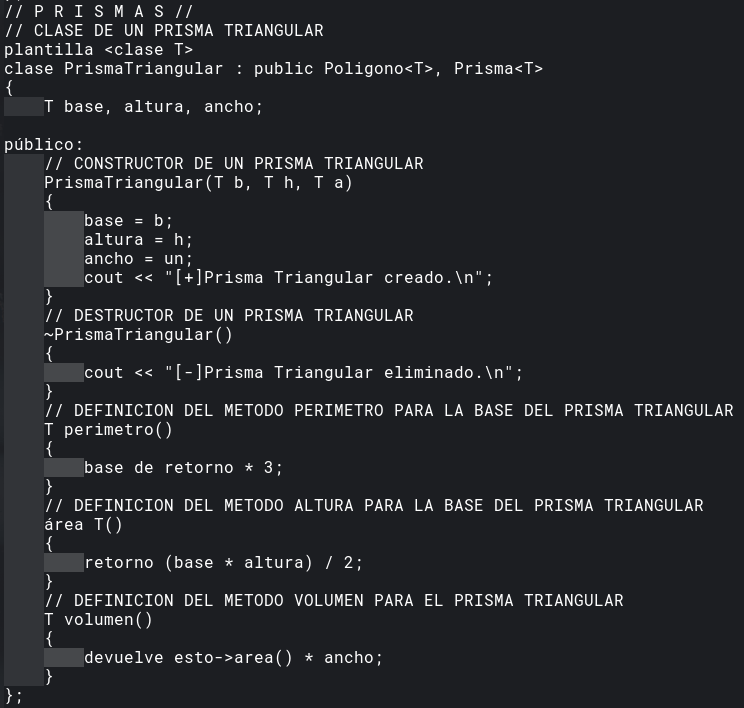 // P R I S M A S //
// CLASE DE UN PRISMA TRIANGULAR
plantilla <clase T>
clase PrismaTriangular : public Poligono<T>, Prisma<T>
{
T base, altura, ancho;
público:
// CONSTRUCTOR DE UN PRISMA TRIANGULAR
PrismaTriangular(T b, T h, T a)
{
base = b;
altura = h;
ancho = un;
cout << "[+]Prisma Triangular creado.\n";
}
// DESTRUCTOR DE UN PRISMA TRIANGULAR
~PrismaTriangular()
{
cout << "[-]Prisma Triangular eliminado.\n";
}
// DEFINICION DEL METODO PERIMETRO PARA LA BASE DEL PRISMA TRIANGULAR
T perimetro()
{
base de retorno * 3;
}
// DEFINICION DEL METODO ALTURA PARA LA BASE DEL PRISMA TRIANGULAR
área T()
{
retorno (base * altura) / 2;
}
// DEFINICION DEL METODO VOLUMEN PARA EL PRISMA TRIANGULAR
T volumen()
{
devuelve esto->area() * ancho;
}
};